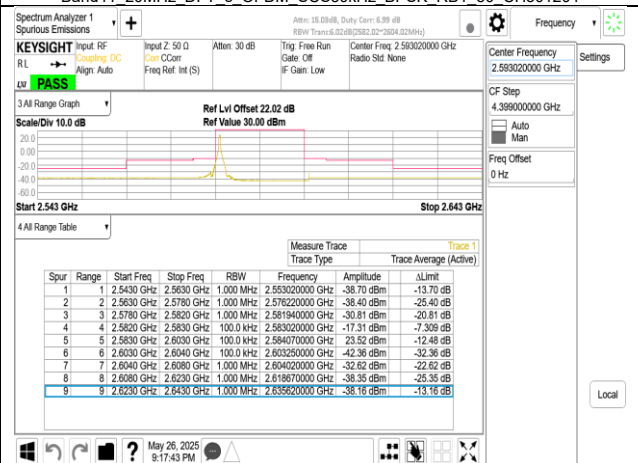 Spectrum Analyzer 1
Spurious Emissions
Attn: 15.03dB, Duty Corr: 6.99 dB
Frequency
KEYSIGHT
RL
Input: RF
Coupling: DC
Align: Auto
Input Z: 50 Ω
Corr CCorr
Freq Ref: Int (S)
Atten: 30 dB
Trig: Free Run
Gate: Off
IF Gain: Low
Center Freq: 2.593020000 GHz
Radio Std: None
LXI PASS
Center Frequency
2.593020000 GHz
Settings
CF Step
4.399000000 GHz
Auto
Man
Freq Offset
0 Hz
Local
3 All Range Graph
Scale/Div 10.0 dB
Ref Lvl Offset 22.02 dB
Ref Value 30.00 dBm
20.0
0.00
-20.0
-40.0
-60.0
Start 2.543 GHz
Stop 2.643 GHz
4 All Range Table
Measure Trace Trace 1
Trace Type Trace Average (Active)
Spur Range Start Freq Stop Freq RBW Frequency Amplitude ΔLimit
1 1 2.5430 GHz 2.5630 GHz 1.000 MHz 2.553020000 GHz -38.70 dBm -13.70 dB
2 2 2.5630 GHz 2.5780 GHz 1.000 MHz 2.576220000 GHz -38.40 dBm -25.40 dB
3 3 2.5780 GHz 2.5820 GHz 1.000 MHz 2.581940000 GHz -30.81 dBm -20.81 dB
4 4 2.5820 GHz 2.5830 GHz 100.0 kHz 2.583020000 GHz -17.31 dBm -7.309 dB
5 5 2.5830 GHz 2.6030 GHz 100.0 kHz 2.584070000 GHz 23.52 dBm -12.48 dB
6 6 2.6030 GHz 2.6040 GHz 100.0 kHz 2.603250000 GHz -42.36 dBm -32.36 dB
7 7 2.6040 GHz 2.6080 GHz 1.000 MHz 2.604020000 GHz -32.62 dBm -22.62 dB
8 8 2.6080 GHz 2.6230 GHz 1.000 MHz 2.618670000 GHz -38.35 dBm -25.35 dB
9 9 2.6230 GHz 2.6430 GHz 1.000 MHz 2.635620000 GHz -38.16 dBm -13.16 dB
May 26, 2025
9:17:43 PM